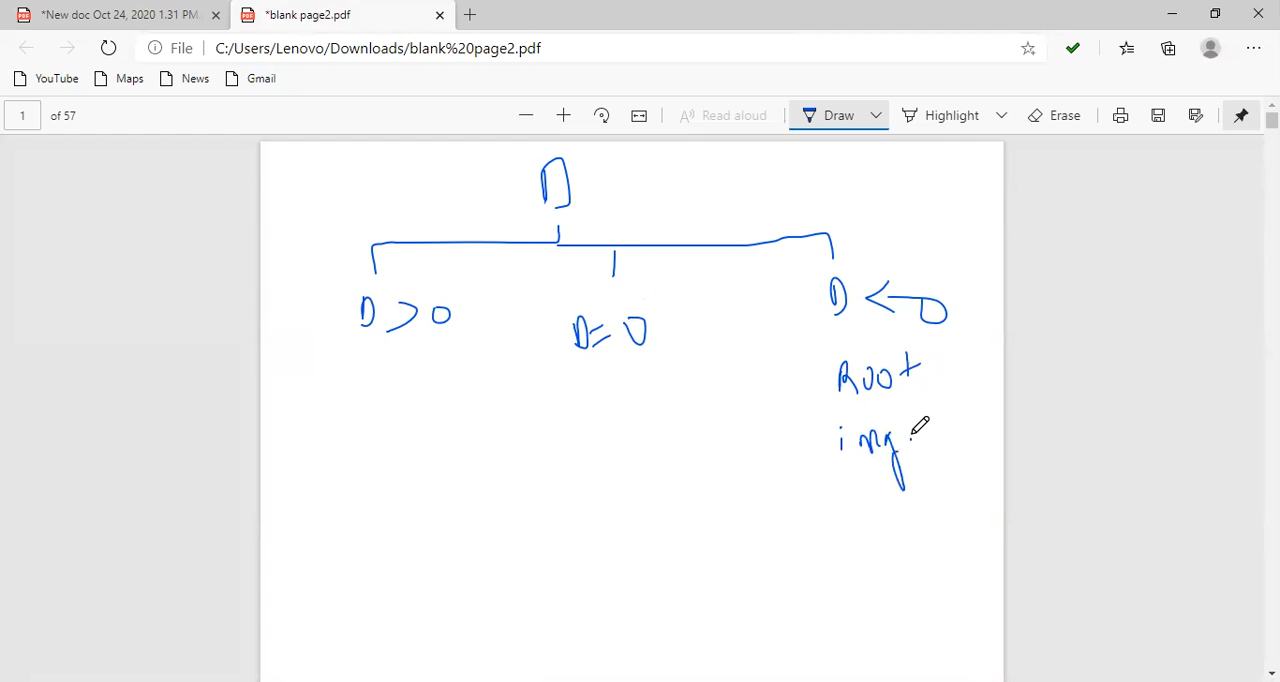 *New doc Oct 24, 2020 1.31 PM.
*blank page2.pdf
File
C:/Users/Lenovo/Downloads/blank%20page2.pdf
YouTube Maps News Gmail
1 of 57
Read aloud Draw Highlight Erase
D
D > 0
D = 0
D < 0
Root
img